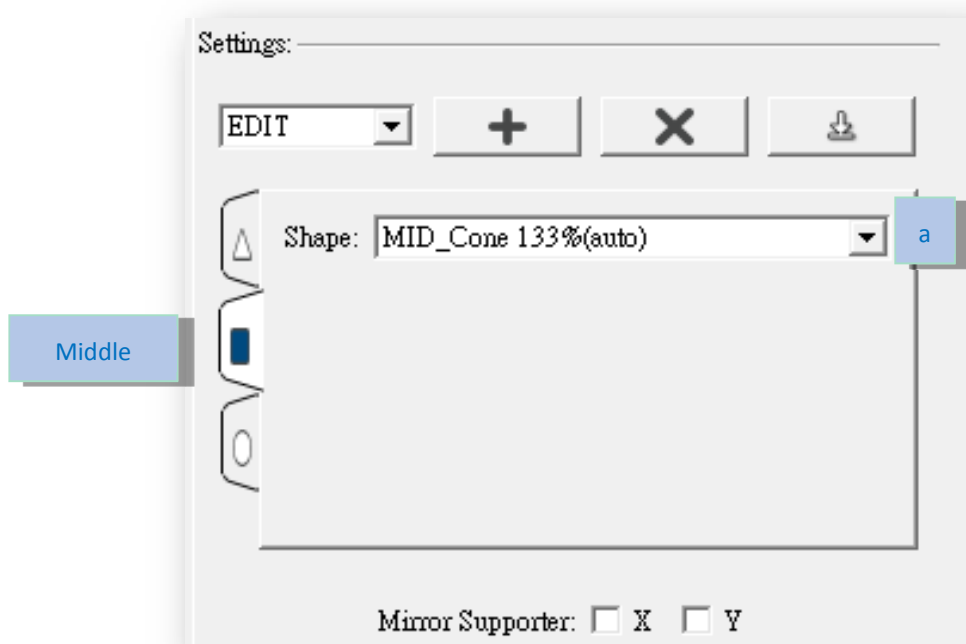 Settings:
EDIT
Shape: MID_Cone 133%(auto)
a
Middle
Mirror Supporter: X Y